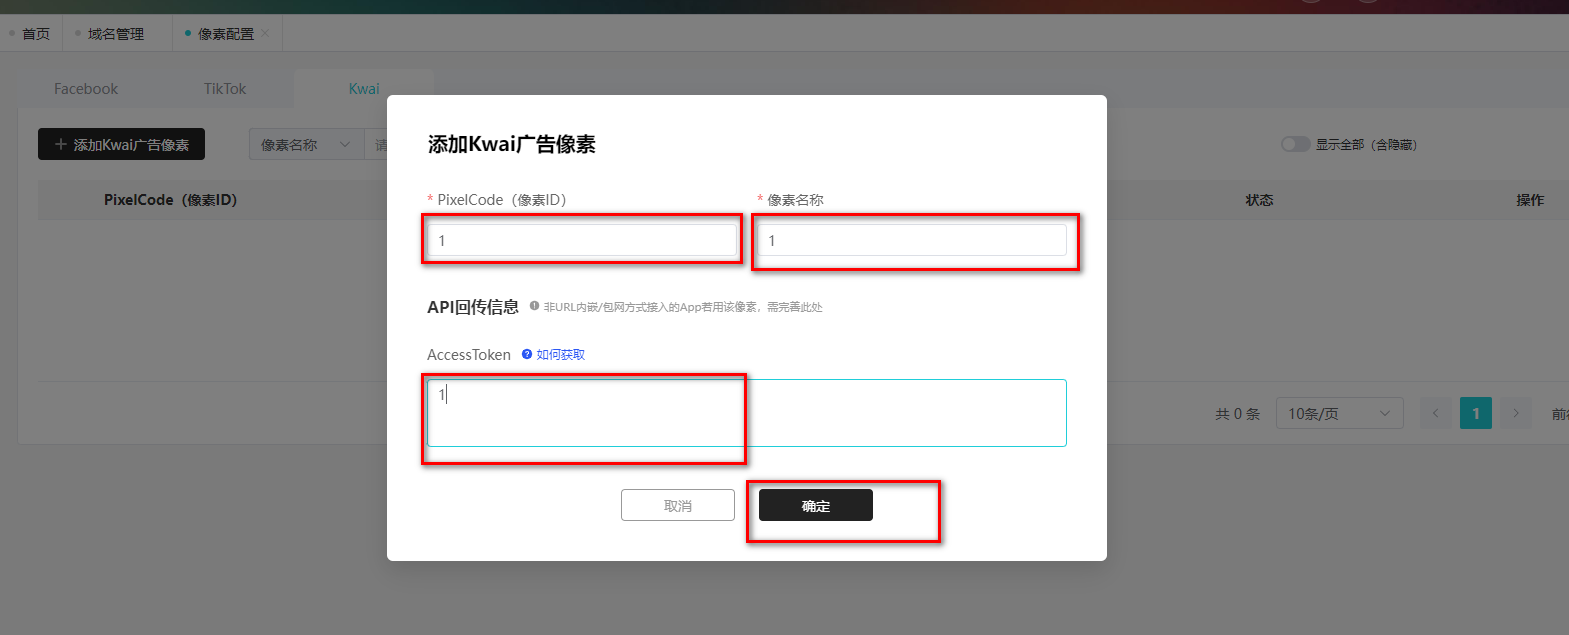 首页
域名管理
像素配置
Facebook
TikTok
Kwai
添加Kwai广告像素
像素名称
请
显示全部（含隐藏）
PixelCode（像素ID）
状态
操作
添加Kwai广告像素
* PixelCode（像素ID）
* 像素名称
1
1
API回传信息
非URL内嵌/包网方式接入的App若用该像素，需完善此处
AccessToken
如何获取
1
共 0 条
10条/页
1
前往
取消
确定